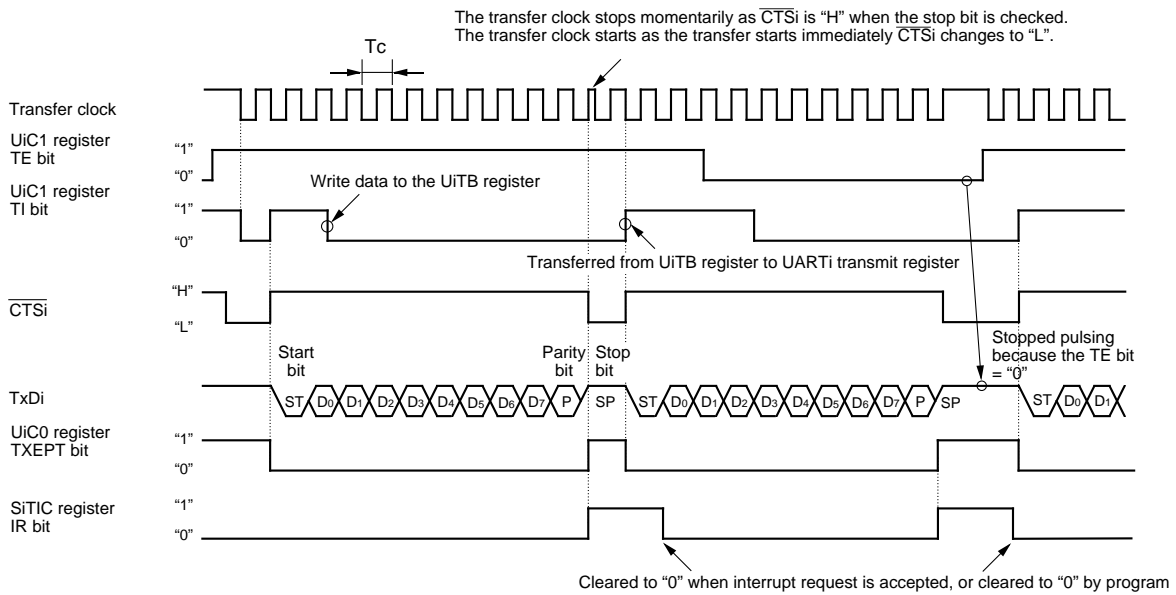 The transfer clock stops momentarily as CTSi is “H” when the stop bit is checked.
The transfer clock starts as the transfer starts immediately CTSi changes to “L”.
Tc
Transfer clock
UiC1 register
TE bit
“1”
“0”
Write data to the UiTB register
UiC1 register
TI bit
“1”
“0”
Transferred from UiTB register to UARTi transmit register
CTSi
“H”
“L”
Start
bit
Parity
bit
Stop
bit
Stopped pulsing
because the TE bit
= “0”
TxDi
ST D0 D1 D2 D3 D4 D5 D6 D7 P SP ST D0 D1 D2 D3 D4 D5 D6 D7 P SP ST D0 D1
UiC0 register
TXEPT bit
“1”
“0”
SiTIC register
IR bit
“1”
“0”
Cleared to “0” when interrupt request is accepted, or cleared to “0” by program